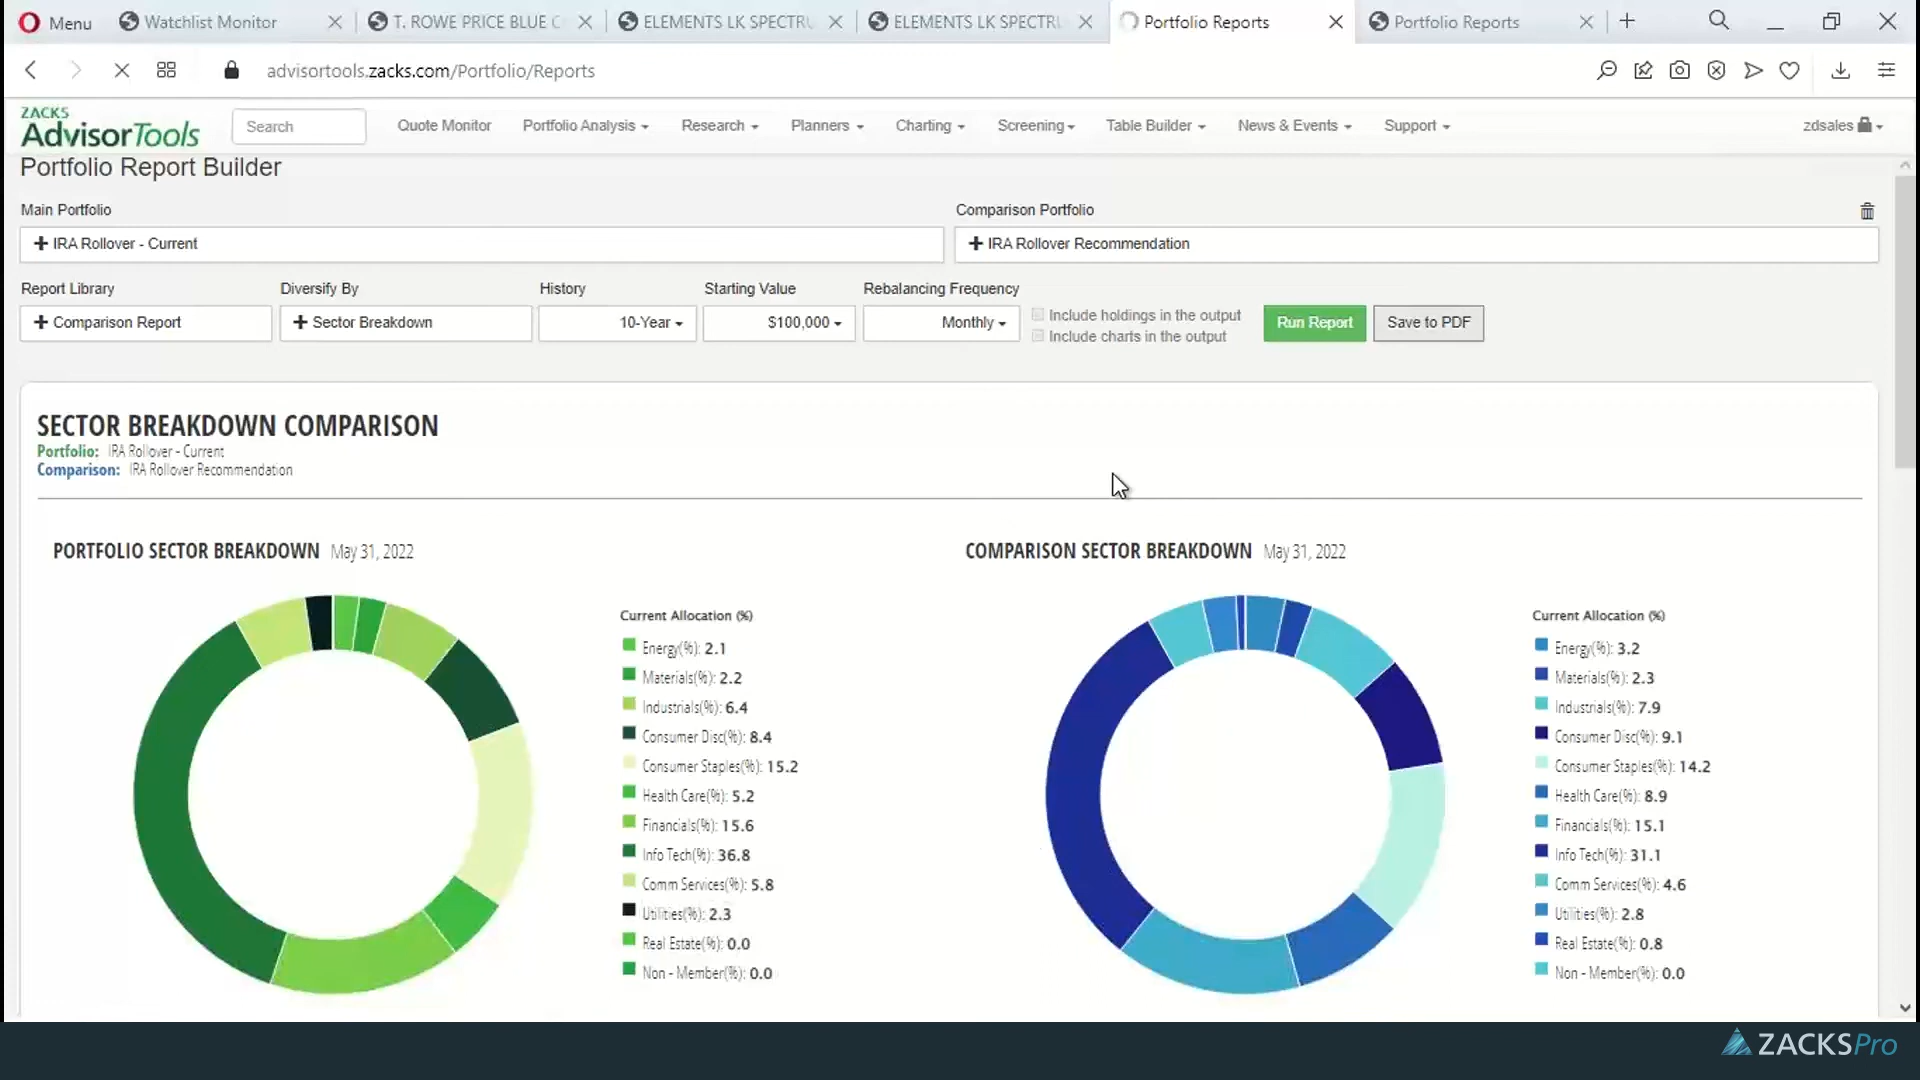 Menu
Watchlist Monitor
T. ROWE PRICE BLUE C
ELEMENTS LK SPECTRU
ELEMENTS LK SPECTRU
Portfolio Reports
Portfolio Reports
advisortools.zacks.com/Portfolio/Reports
ZACKS
AdvisorTools
Search
Quote Monitor
Portfolio Analysis
Research
Planners
Charting
Screening
Table Builder
News & Events
Support
zdsales
Portfolio Report Builder
Main Portfolio
Comparison Portfolio
IRA Rollover - Current
IRA Rollover Recommendation
Report Library
Diversify By
History
Starting Value
Rebalancing Frequency
Comparison Report
Sector Breakdown
10-Year
$100,000
Monthly
Include holdings in the output
Include charts in the output
Run Report
Save to PDF
SECTOR BREAKDOWN COMPARISON
Portfolio: IRA Rollover - Current
Comparison: IRA Rollover Recommendation
PORTFOLIO SECTOR BREAKDOWN May 31, 2022
Current Allocation (%)
Energy(%): 2.1
Materials(%): 2.2
Industrials(%): 6.4
Consumer Disc(%): 8.4
Consumer Staples(%): 15.2
Health Care(%): 5.2
Financials(%): 15.6
Info Tech(%): 36.8
Comm Services(%): 5.8
Utilities(%): 2.3
Real Estate(%): 0.0
Non - Member(%): 0.0
COMPARISON SECTOR BREAKDOWN May 31, 2022
Current Allocation (%)
Energy(%): 3.2
Materials(%): 2.3
Industrials(%): 7.9
Consumer Disc(%): 9.1
Consumer Staples(%): 14.2
Health Care(%): 8.9
Financials(%): 15.1
Info Tech(%): 31.1
Comm Services(%): 4.6
Utilities(%): 2.8
Real Estate(%): 0.8
Non - Member(%): 0.0
ZACKSPro